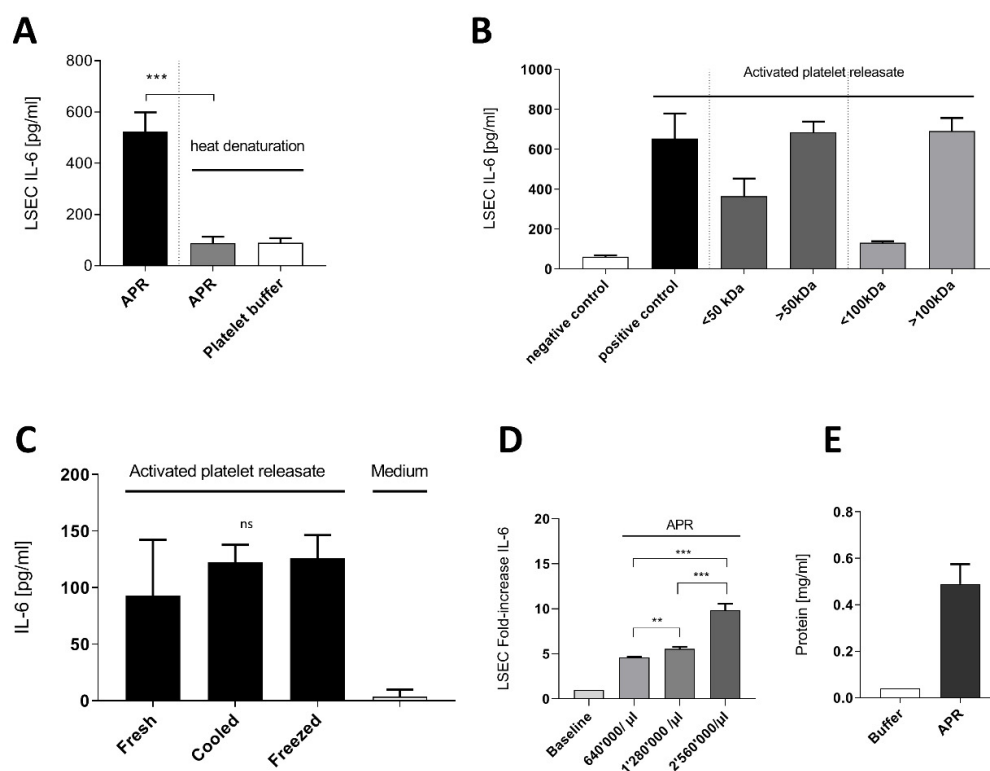 A
LSEC IL-6 [pg/ml]
800
600
400
200
0
***
heat denaturation
APR
APR
Platelet buffer
B
LSEC IL-6 [pg/ml]
1000
800
600
400
200
0
Activated platelet releasate
negative control
positive control
<50 kDa
>50kDa
<100kDa
>100kDa
C
IL-6 [pg/ml]
200
150
100
50
0
Activated platelet releasate
Medium
ns
Fresh
Cooled
Freezed
D
LSEC Fold-increase IL-6
20
15
10
5
0
APR
***
***
**
Baseline
640'000/ µl
1'280'000 /µl
2'560'000/µl
E
Protein [mg/ml]
0.8
0.6
0.4
0.2
0.0
Buffer
APR